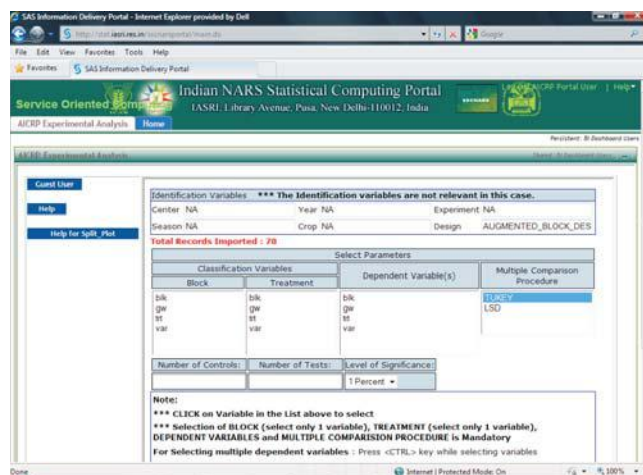 SAS Information Delivery Portal - Internet Explorer provided by Dell
Google
File Edit View Favorites Tools Help
Favorites SAS Information Delivery Portal
Indian NARS Statistical Computing Portal
Service Oriented
IASRI, Library Avenue, Pusa, New Delhi-110012, India
AICRP Portal User | Help
AICRP Experimental Analysis Home
AICRP Experimental Analysis
Guest User
Help
Help for Split_Plot
Identification Variables *** The Identification variables are not relevant in this case.
Center NA Year NA Experiment NA
Season NA Crop NA Design AUGMENTED_BLOCK_DES
Total Records Imported : 70
Select Parameters
Classification Variables Dependent Variable(s) Multiple Comparison Procedure
Block Treatment
blk blk blk TUKEY
gw gw gw LSD
trt trt trt
var var var
Number of Controls: Number of Tests: Level of Significance:
1 Percent
Note:
*** CLICK on Variable in the List above to select
*** Selection of BLOCK (select only 1 variable), TREATMENT (select only 1 variable),
DEPENDENT VARIABLES and MULTIPLE COMPARISION PROCEDURE is Mandatory
For Selecting multiple dependent variables : Press <CTRL> key while selecting variables
Done Internet | Protected Mode: On 100%